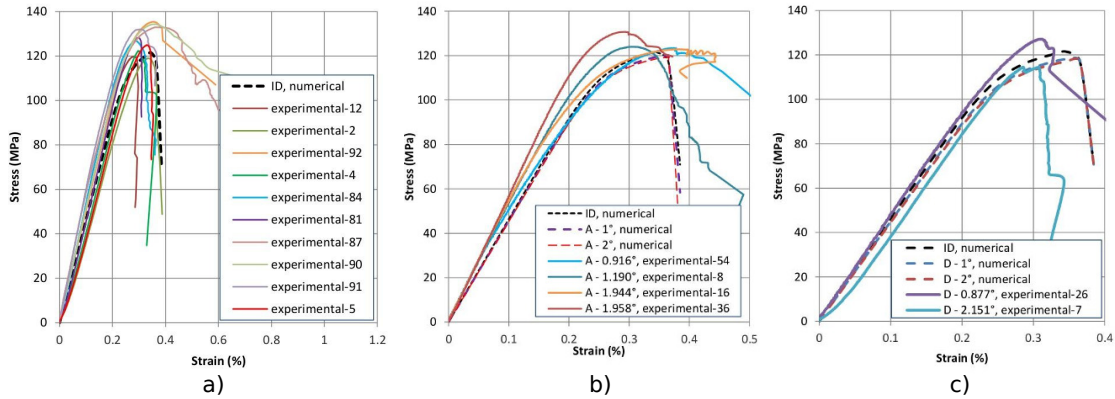 Stress (MPa)
140
120
100
80
60
40
20
0
0 0.2 0.4 0.6 0.8 1 1.2
Strain (%)
ID, numerical
experimental-12
experimental-2
experimental-92
experimental-4
experimental-84
experimental-81
experimental-87
experimental-90
experimental-91
experimental-5
a)
Stress (MPa)
140
120
100
80
60
40
20
0
0 0.1 0.2 0.3 0.4 0.5
Strain (%)
ID, numerical
A - 1°, numerical
A - 2°, numerical
A - 0.916°, experimental-54
A - 1.190°, experimental-8
A - 1.944°, experimental-16
A - 1.958°, experimental-36
b)
Stress (MPa)
140
120
100
80
60
40
20
0
0 0.1 0.2 0.3 0.4
Strain (%)
ID, numerical
D - 1°, numerical
D - 2°, numerical
D - 0.877°, experimental-26
D - 2.151°, experimental-7
c)